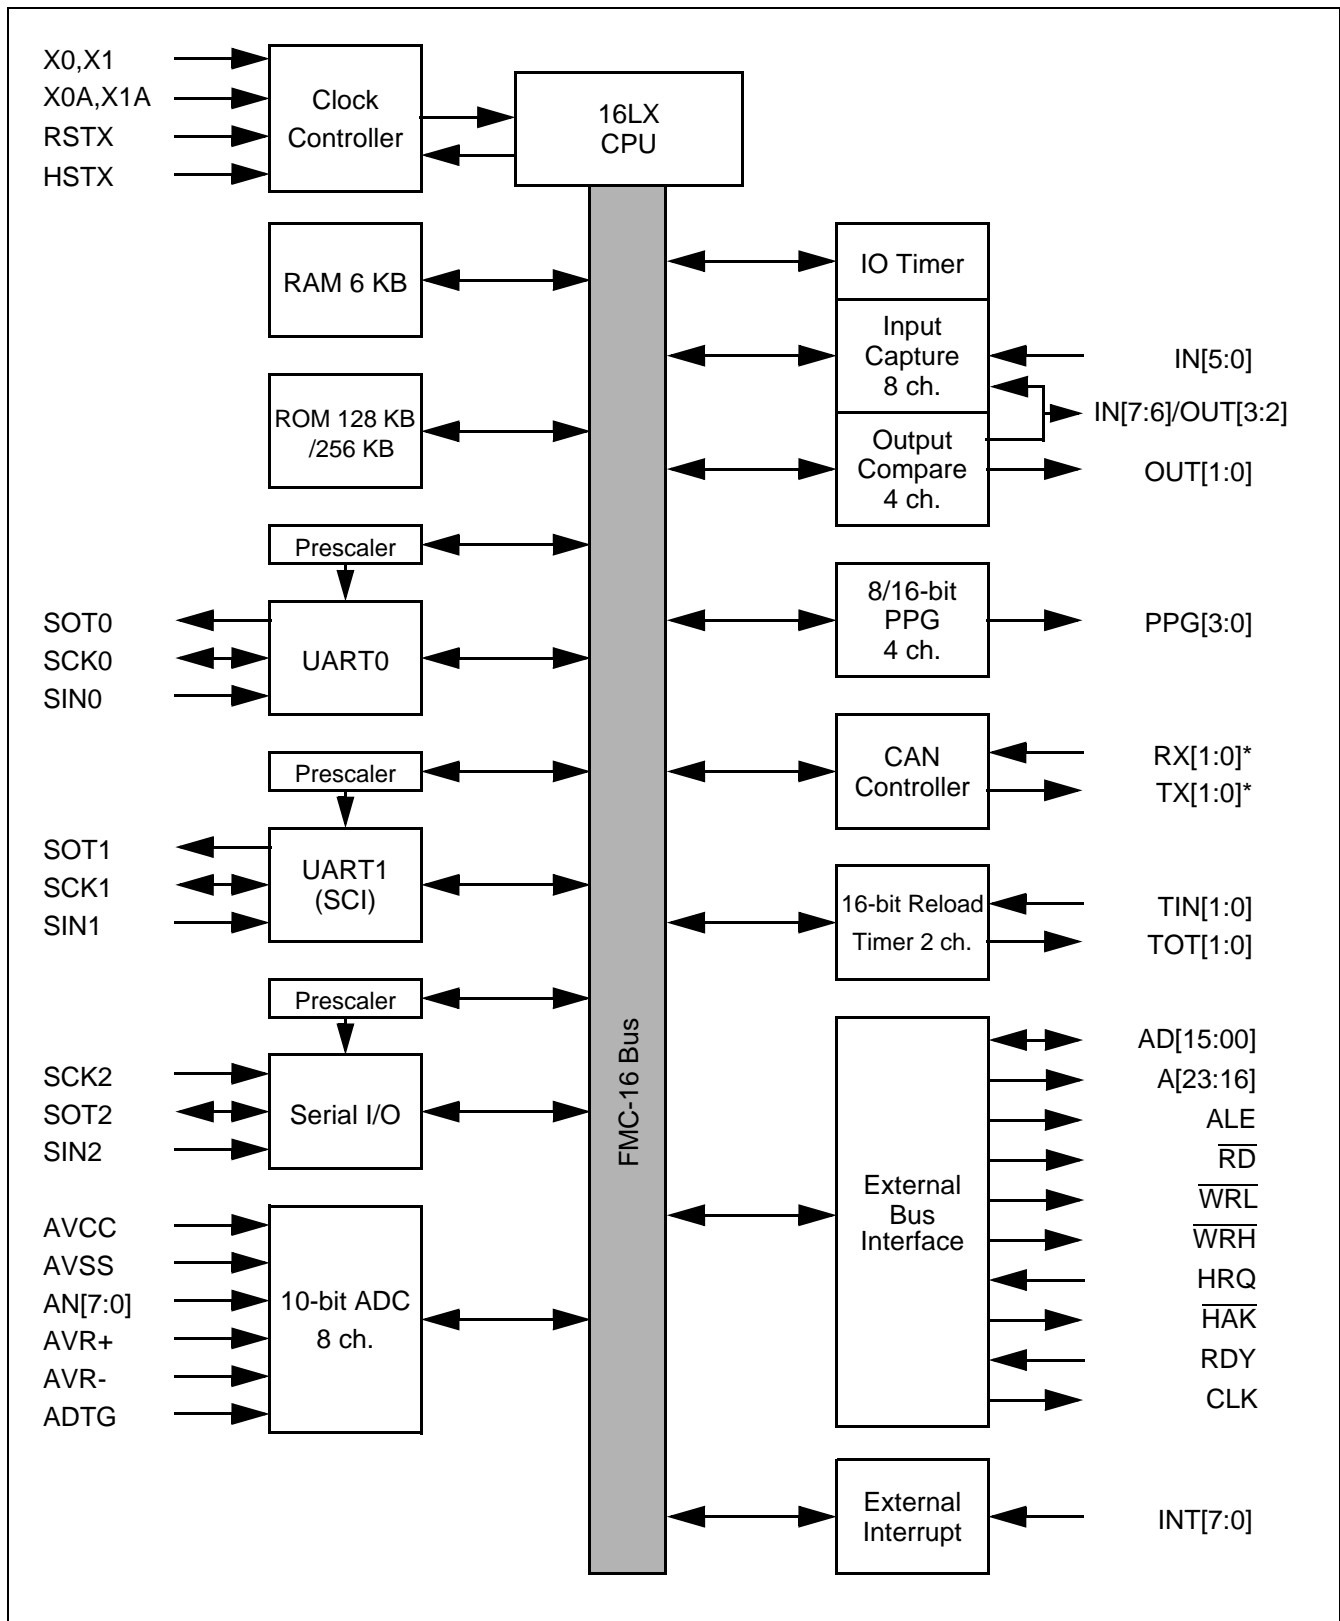 X0,X1
X0A,X1A
RSTX
HSTX
Clock
Controller
16LX
CPU
RAM 6 KB
ROM 128 KB
/256 KB
Prescaler
SOT0
SCK0
SIN0
UART0
Prescaler
SOT1
SCK1
SIN1
UART1
(SCI)
Prescaler
SCK2
SOT2
SIN2
Serial I/O
AVCC
AVSS
AN[7:0]
AVR+
AVR-
ADTG
10-bit ADC
8 ch.
FMC-16 Bus
IO Timer
Input
Capture
8 ch.
IN[5:0]
IN[7:6]/OUT[3:2]
Output
Compare
4 ch.
OUT[1:0]
8/16-bit
PPG
4 ch.
PPG[3:0]
CAN
Controller
RX[1:0]*
TX[1:0]*
16-bit Reload
Timer 2 ch.
TIN[1:0]
TOT[1:0]
External
Bus
Interface
AD[15:00]
A[23:16]
ALE
R̅D̅
W̅R̅L̅
W̅R̅H̅
HRQ
H̅A̅K̅
RDY
CLK
External
Interrupt
INT[7:0]